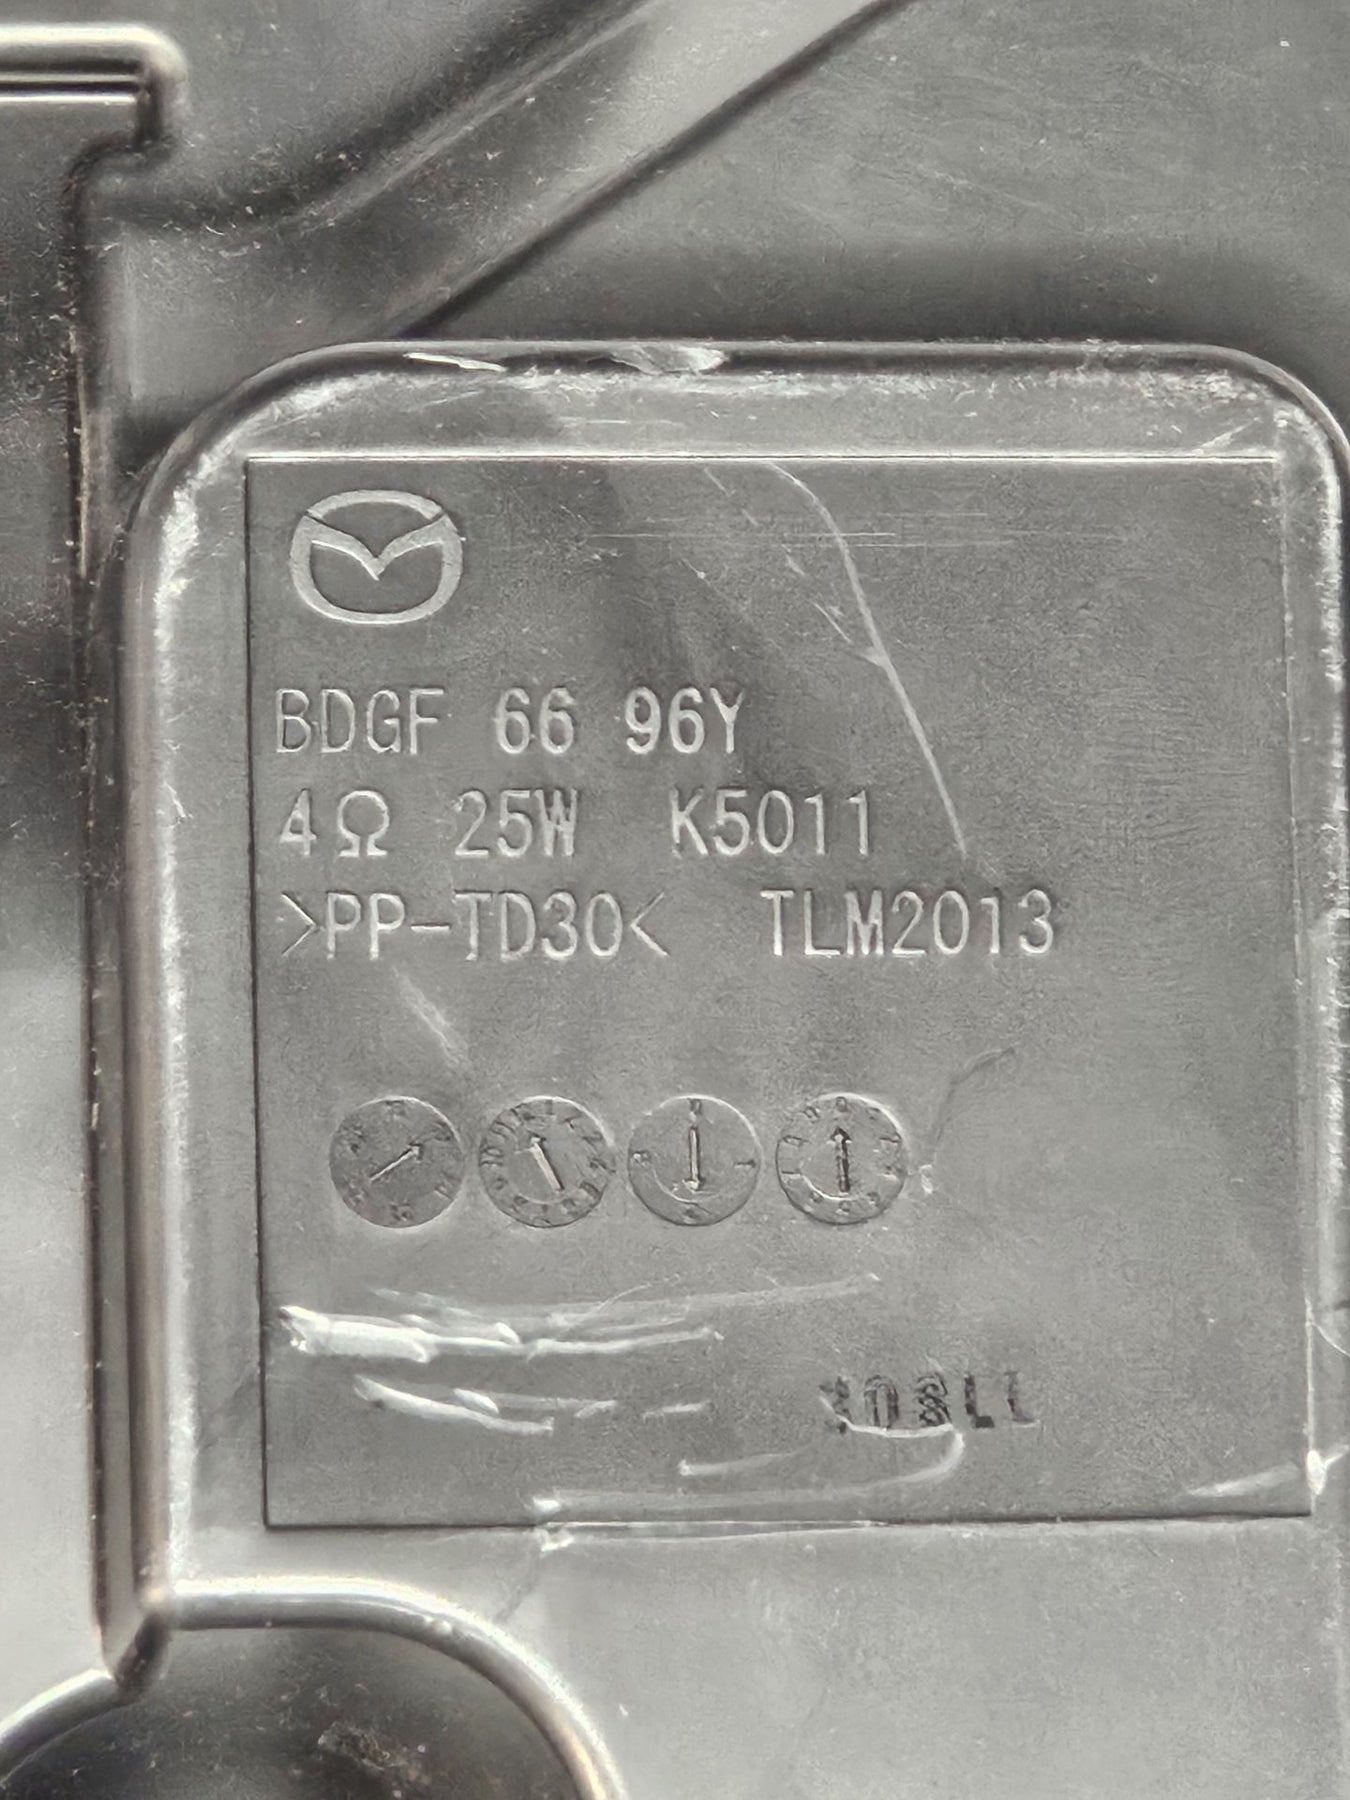 BDGF 66 96Y
4Ω 25W K5011
>PP-TD30< TLM2013